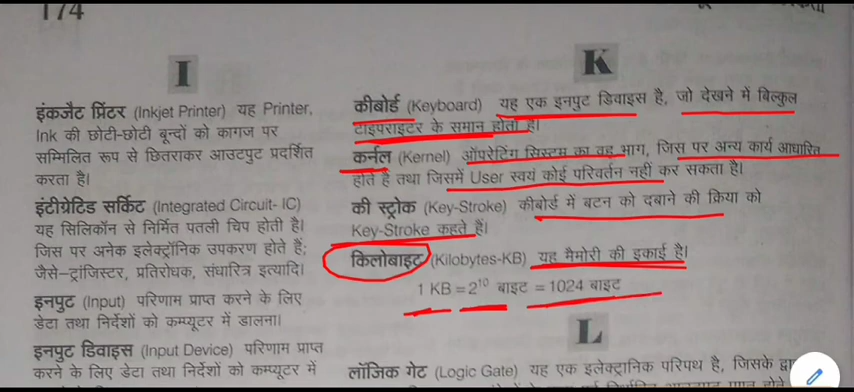 174
I
इंकजैट प्रिंटर (Inkjet Printer) यह Printer,
Ink की छोटी-छोटी बून्दों को कागज पर
सम्मिलित रूप से छितराकर आउटपुट प्रदर्शित
करता है।
इंटीग्रेटिड सर्किट (Integrated Circuit- IC)
यह सिलिकॉन से निर्मित पतली चिप होती है।
जिस पर अनेक इलेक्ट्रॉनिक उपकरण होते हैं;
जैसे–ट्रांजिस्टर, प्रतिरोधक, संधारित्र इत्यादि।
इनपुट (Input) परिणाम प्राप्त करने के लिए
डेटा तथा निर्देशों को कम्प्यूटर में डालना।
इनपुट डिवाइस (Input Device) परिणाम प्राप्त
करने के लिए डेटा तथा निर्देशों को कम्प्यूटर में
K
कीबोर्ड (Keyboard) यह एक इनपुट डिवाइस है, जो देखने में बिल्कुल
टाइपराइटर के समान होता है।
कर्नल (Kernel) ऑपरेटिंग सिस्टम का वह भाग, जिस पर अन्य कार्य आधारित
होते है तथा जिसमें User स्वयं कोई परिवर्तन नहीं कर सकता है।
की स्ट्रोक (Key-Stroke) कीबोर्ड में बटन को दबाने की क्रिया को
Key-Stroke कहते हैं।
किलोबाइट (Kilobytes-KB) यह मैमोरी की इकाई है।
1 KB = 2¹⁰ बाइट = 1024 बाइट
L
लॉजिक गेट (Logic Gate) यह एक इलेक्ट्रानिक परिपथ है, जिसके